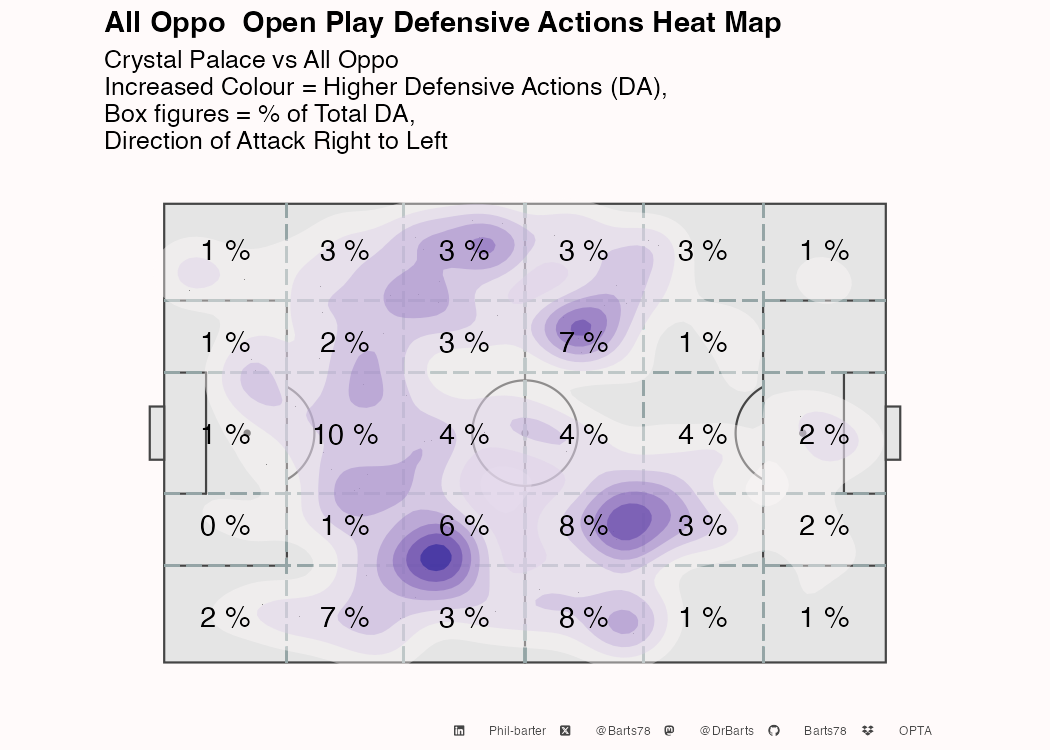 All Oppo  Open Play Defensive Actions Heat Map
Crystal Palace vs All Oppo
Increased Colour = Higher Defensive Actions (DA),
Box figures = % of Total DA,
Direction of Attack Right to Left
1 % 3 % 3 % 3 % 3 % 1 %
1 % 2 % 3 % 7 % 1 %
1 % 10 % 4 % 4 % 4 % 2 %
0 % 1 % 6 % 8 % 3 % 2 %
2 % 7 % 3 % 8 % 1 % 1 %
Phil-barter @Barts78 @DrBarts Barts78 OPTA